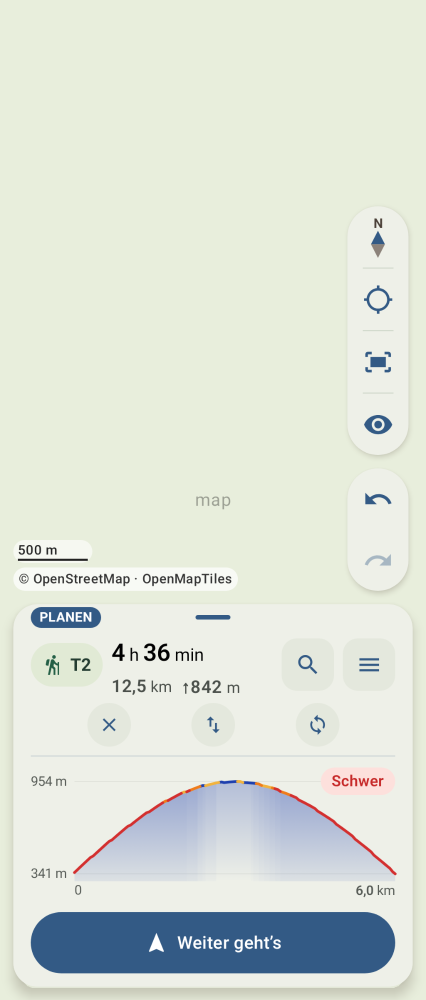 N
map
500 m
© OpenStreetMap · OpenMapTiles
PLANEN
T2
4 h 36 min
12,5 km ↑842 m
954 m
Schwer
341 m
0
6,0 km
Weiter geht's